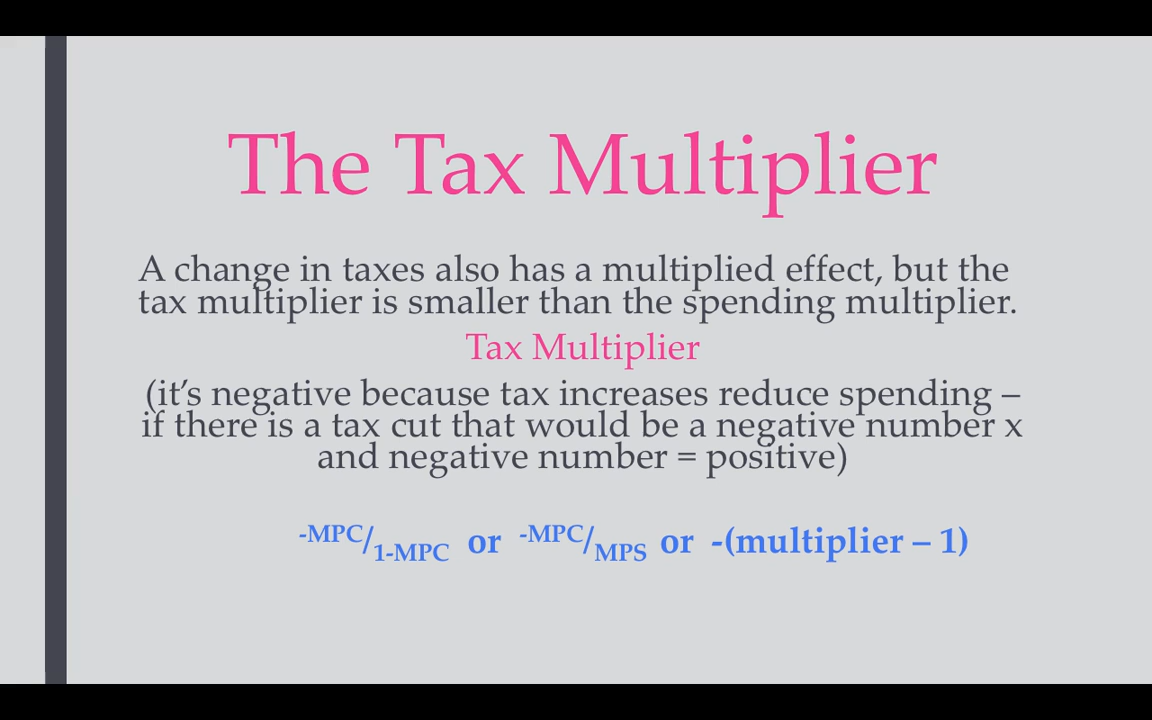 The Tax Multiplier
A change in taxes also has a multiplied effect, but the
tax multiplier is smaller than the spending multiplier.
Tax Multiplier
(it’s negative because tax increases reduce spending –
if there is a tax cut that would be a negative number x
and negative number = positive)
-MPC/1-MPC or -MPC/MPS or -(multiplier – 1)